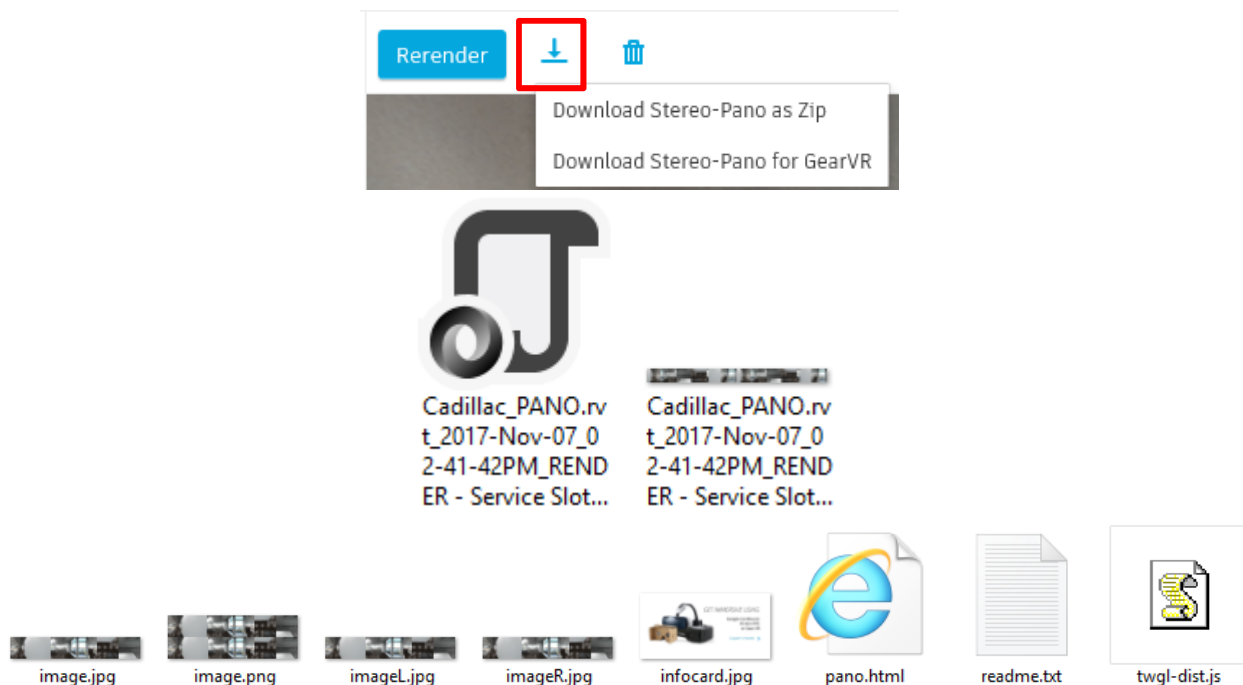 Rerender
Download Stereo-Pano as Zip
Download Stereo-Pano for GearVR
Cadillac_PANO.rv
t_2017-Nov-07_0
2-41-42PM_REND
ER - Service Slot...
Cadillac_PANO.rv
t_2017-Nov-07_0
2-41-42PM_REND
ER - Service Slot...
image.jpg
image.png
imageL.jpg
imageR.jpg
infocard.jpg
pano.html
readme.txt
twgl-dist.js